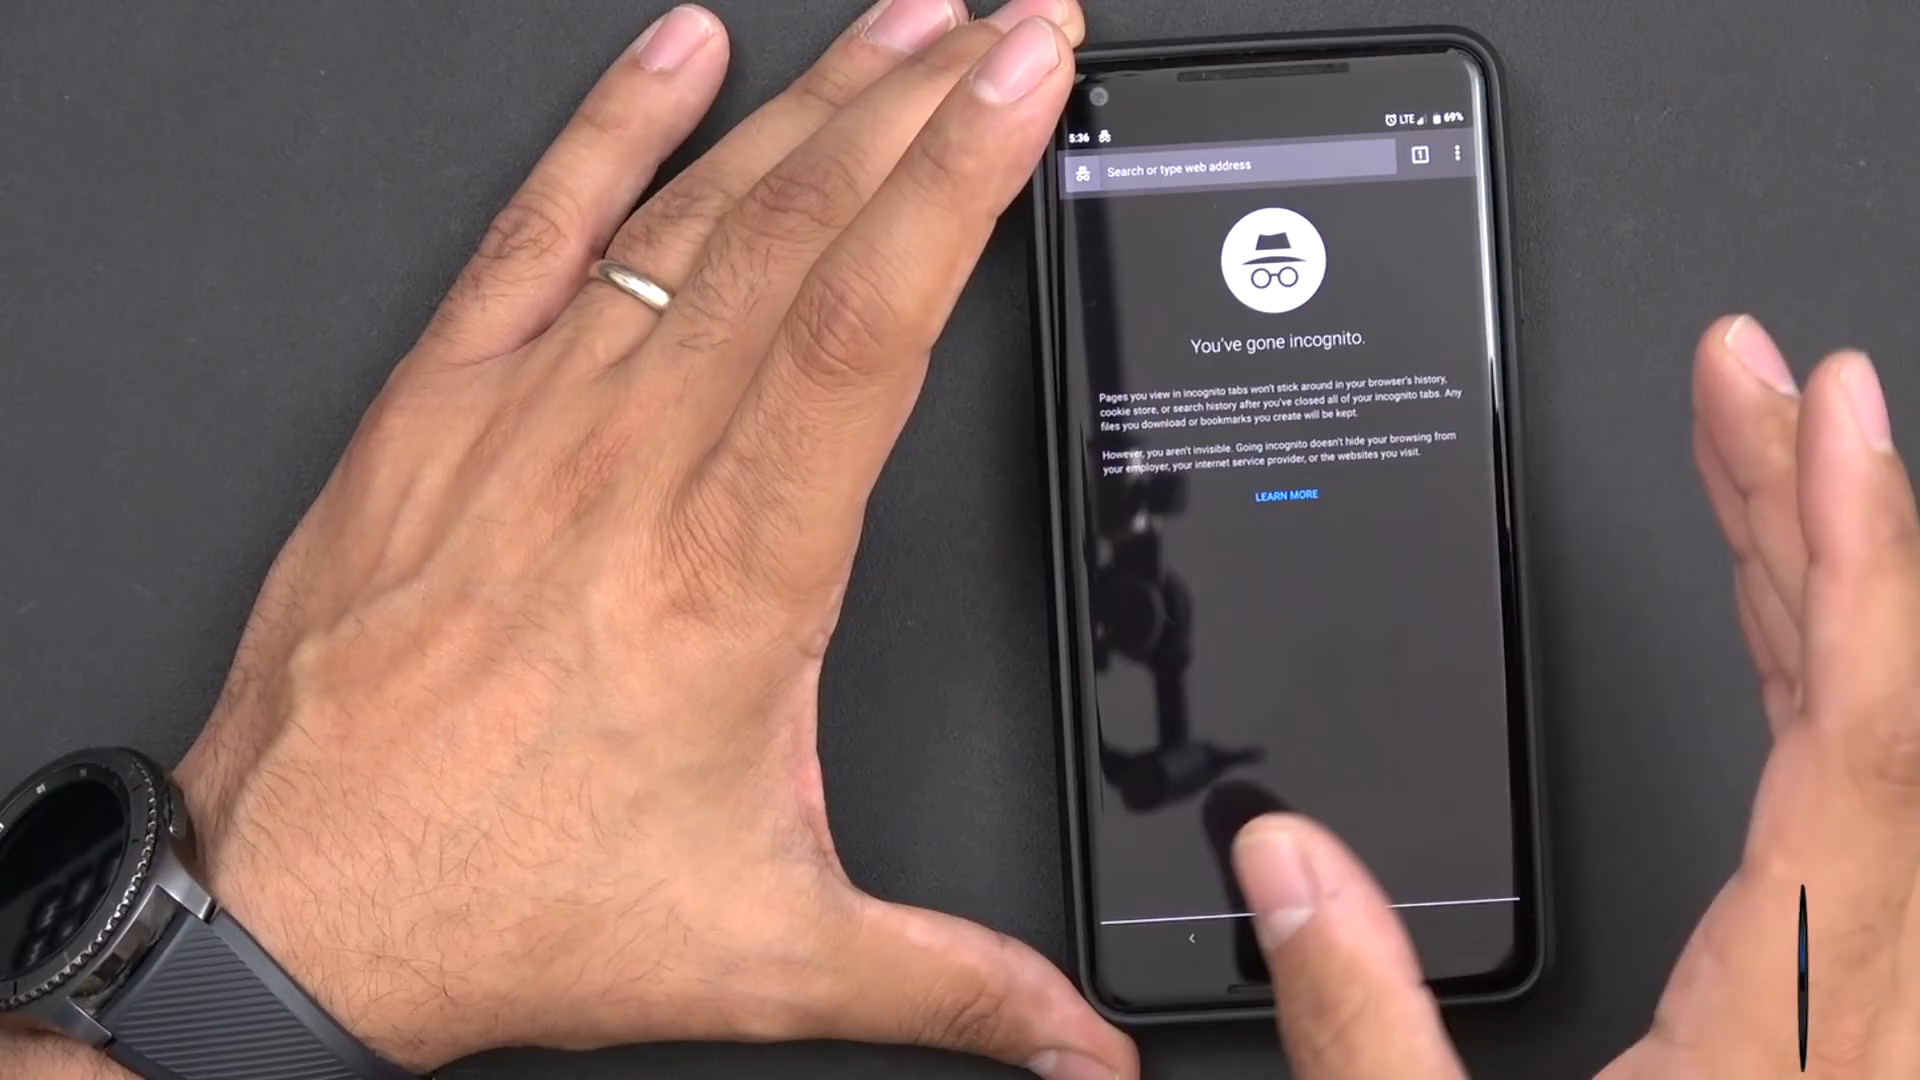 5:36 LTE 69%
1
Search or type web address
You've gone incognito.
Pages you view in incognito tabs won't stick around in your browser's history,
cookie store, or search history after you've closed all of your incognito tabs. Any
files you download or bookmarks you create will be kept.
However, you aren't invisible. Going incognito doesn't hide your browsing from
your employer, your internet service provider, or the websites you visit.
LEARN MORE